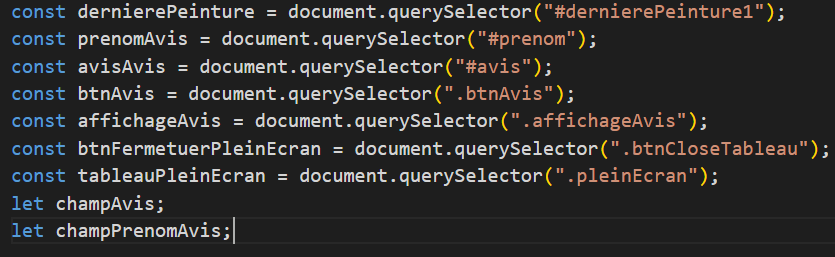 const dernierePeinture = document.querySelector("#dernierePeinture1");
const prenomAvis = document.querySelector("#prenom");
const avisAvis = document.querySelector("#avis");
const btnAvis = document.querySelector(".btnAvis");
const affichageAvis = document.querySelector(".affichageAvis");
const btnFermetuerPleinEcran = document.querySelector(".btnCloseTableau");
const tableauPleinEcran = document.querySelector(".pleinEcran");
let champAvis;
let champPrenomAvis;